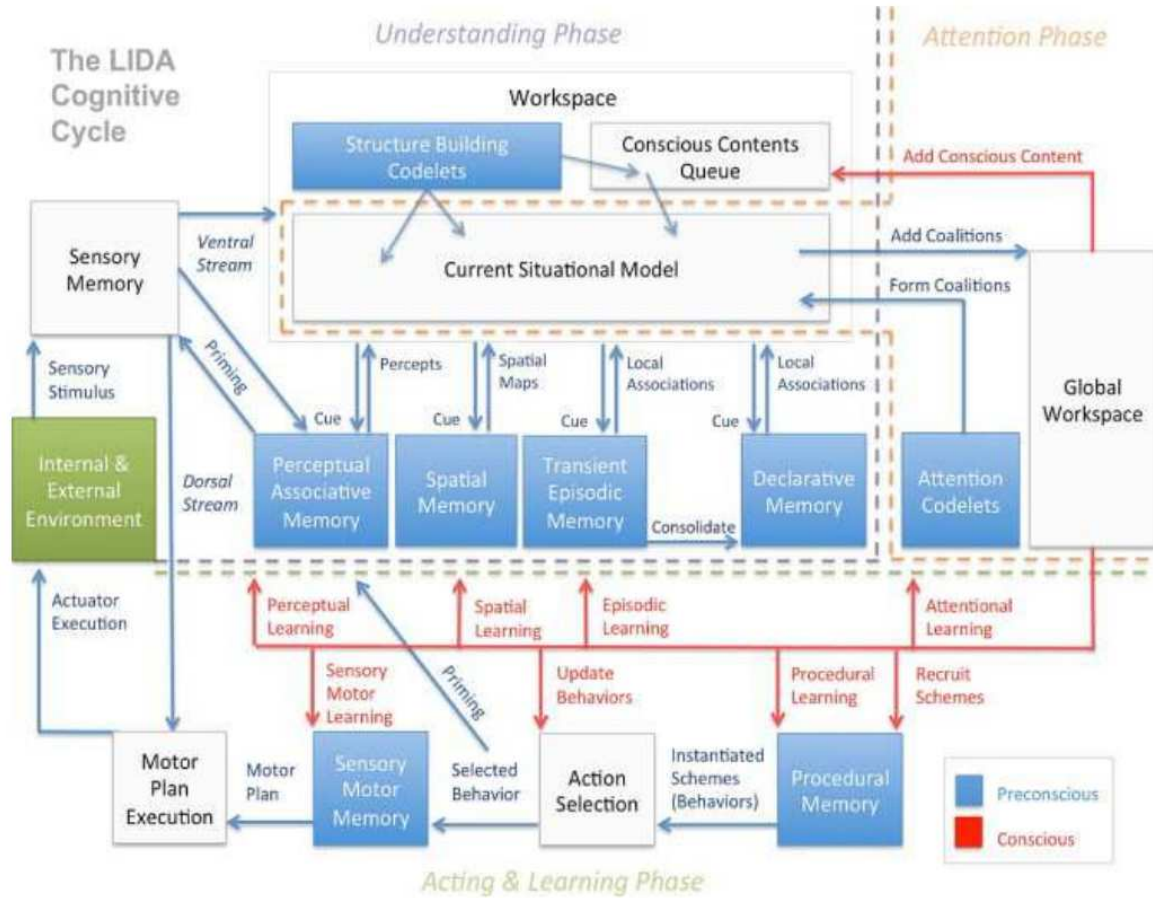 Understanding Phase
Attention Phase
The LIDA
Cognitive
Cycle
Workspace
Structure Building
Codelets
Conscious Contents
Queue
Add Conscious Content
Sensory
Memory
Ventral
Stream
Current Situational Model
Add Coalitions
Form Coalitions
Global
Workspace
Sensory
Stimulus
Priming
Cue
Percepts
Cue
Spatial
Maps
Cue
Local
Associations
Cue
Local
Associations
Internal &
External
Environment
Dorsal
Stream
Perceptual
Associative
Memory
Spatial
Memory
Transient
Episodic
Memory
Consolidate
Declarative
Memory
Attention
Codelets
Actuator
Execution
Perceptual
Learning
Spatial
Learning
Episodic
Learning
Attentional
Learning
Sensory
Motor
Learning
Priming
Update
Behaviors
Procedural
Learning
Recruit
Schemes
Motor
Plan
Execution
Motor
Plan
Sensory
Motor
Memory
Selected
Behavior
Action
Selection
Instantiated
Schemes
(Behaviors)
Procedural
Memory
Preconscious
Conscious
Acting & Learning Phase